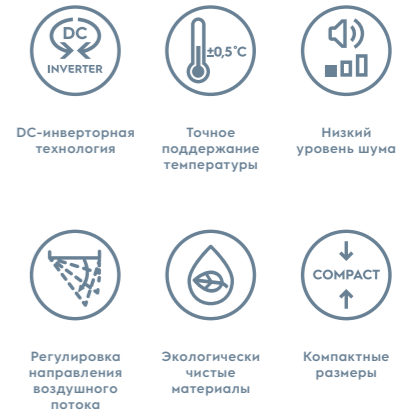 DC
INVERTER
±0,5°C
DC-инверторная
технология
Точное
поддержание
температуры
Низкий
уровень шума
COMPACT
Регулировка
направления
воздушного
потока
Экологически
чистые
материалы
Компактные
размеры